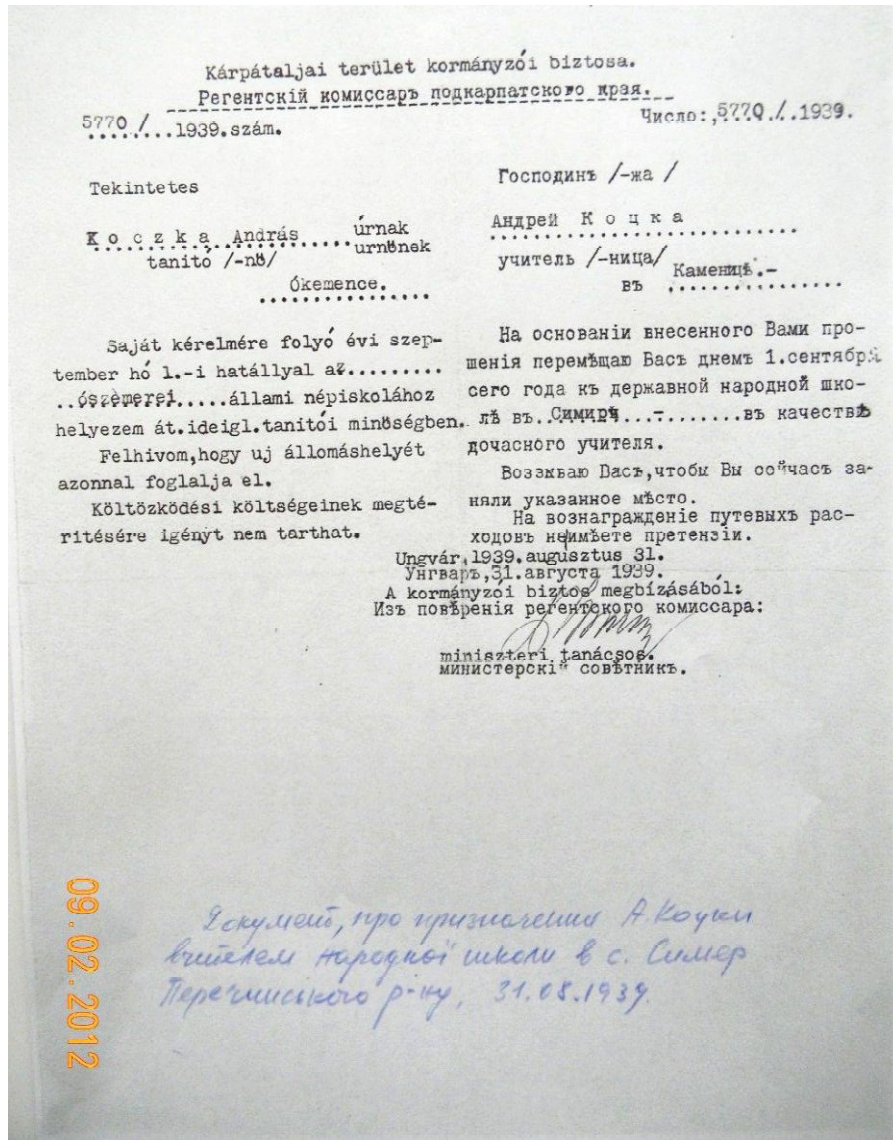 Kárpátaljai terület kormányzói biztosa.
Регентскій комиссаръ подкарпатского края.
5770/...1939.szám.
Число:,5770./..1939.
Tekintetes
Koczka András úrnak
urnőnek
tanító /-nő/
Ókemence.
Saját kérelmére folyó évi szep-
tember hó 1.-i hatállyal az.........
..ószemerei.....állami népiskolához
helyezem át.ideigl.tanitói minőségben.
Felhivom,hogy uj állomáshelyét
azonnal foglalja el.
Költözködési költségeinek megté-
ritésére igényt nem tarthat.
Господинъ /-жа /
Андрей Коцка
учитель /-ница/
въ Каменицѣ.-
На основаніи внесенного Вами про-
шенія перемѣщаю Васъ днемъ 1.сентября
сего года къ державной народной шко-
лѣ въ..Симирѣ...-........въ качествѣ
дочасного учителя.
Воззываю Васъ,чтобы Вы сейчасъ за-
няли указанное мѣсто.
На вознагражденіе путевыхъ рас-
ходовъ неимѣете претензіи.
Ungvár,1939.augusztus 31.
Унгваръ,31.августа 1939.
A kormányzói biztos megbízásából:
Изъ повѣренія регентского комиссара:
miniszteri tanácsos.
министерскій совѣтникъ.
Документ, про призначення А. Коцки
вчителем народної школи в с. Симер
Перечинського р-ну, 31.08.1939.
09.02.2012